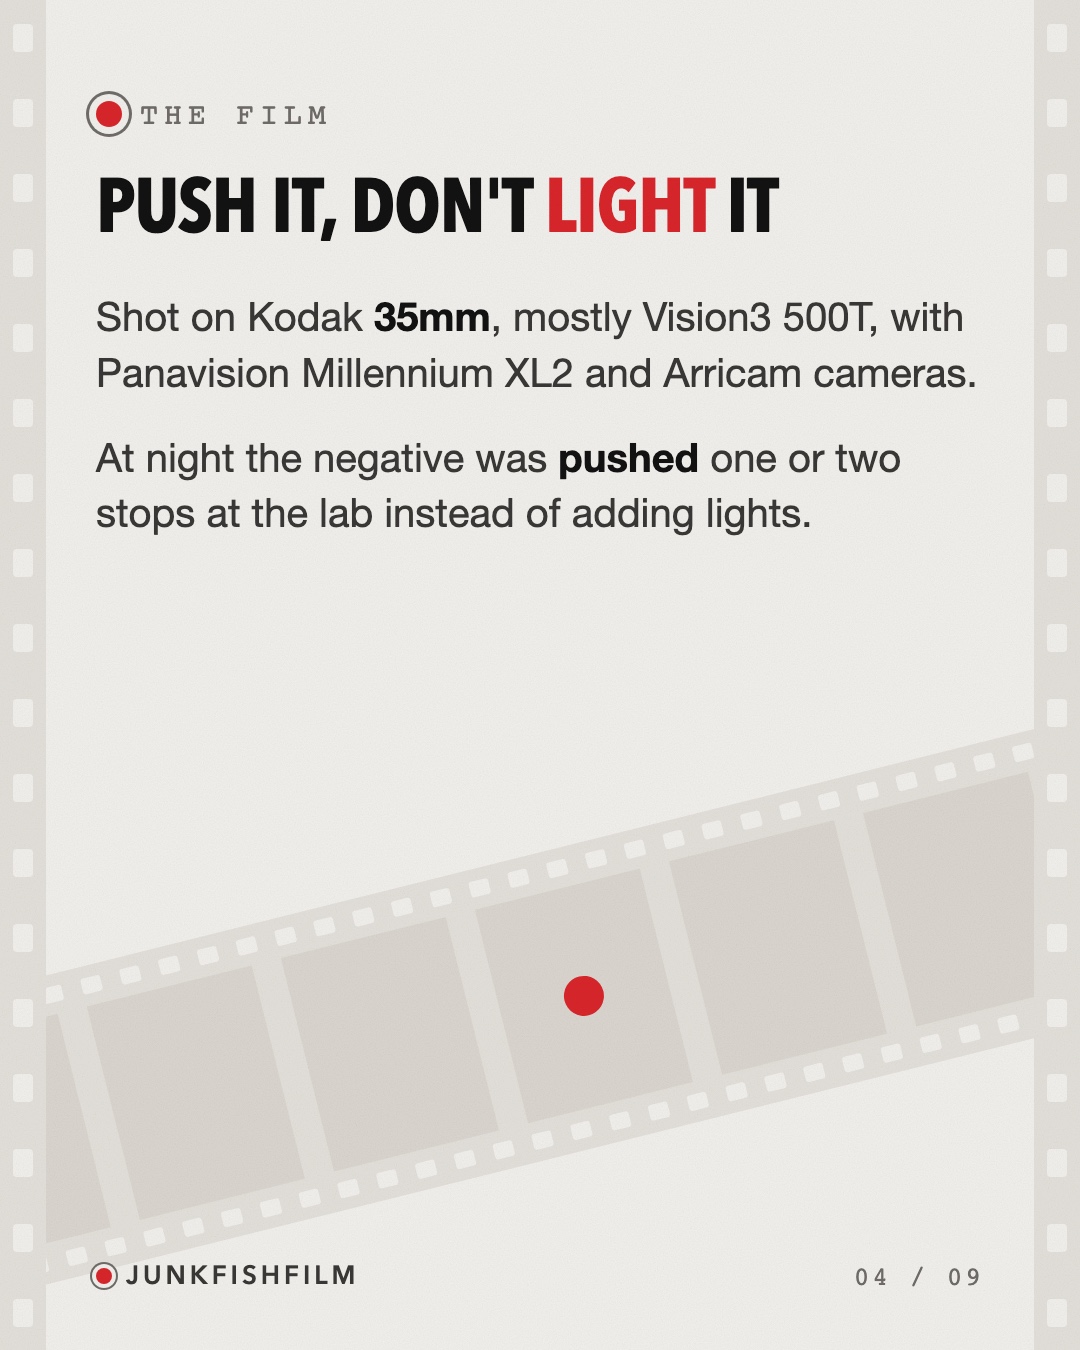 THE FILM
PUSH IT, DON'T LIGHT IT
Shot on Kodak 35mm, mostly Vision3 500T, with
Panavision Millennium XL2 and Arricam cameras.
At night the negative was pushed one or two
stops at the lab instead of adding lights.
JUNKFISHFILM
04 / 09